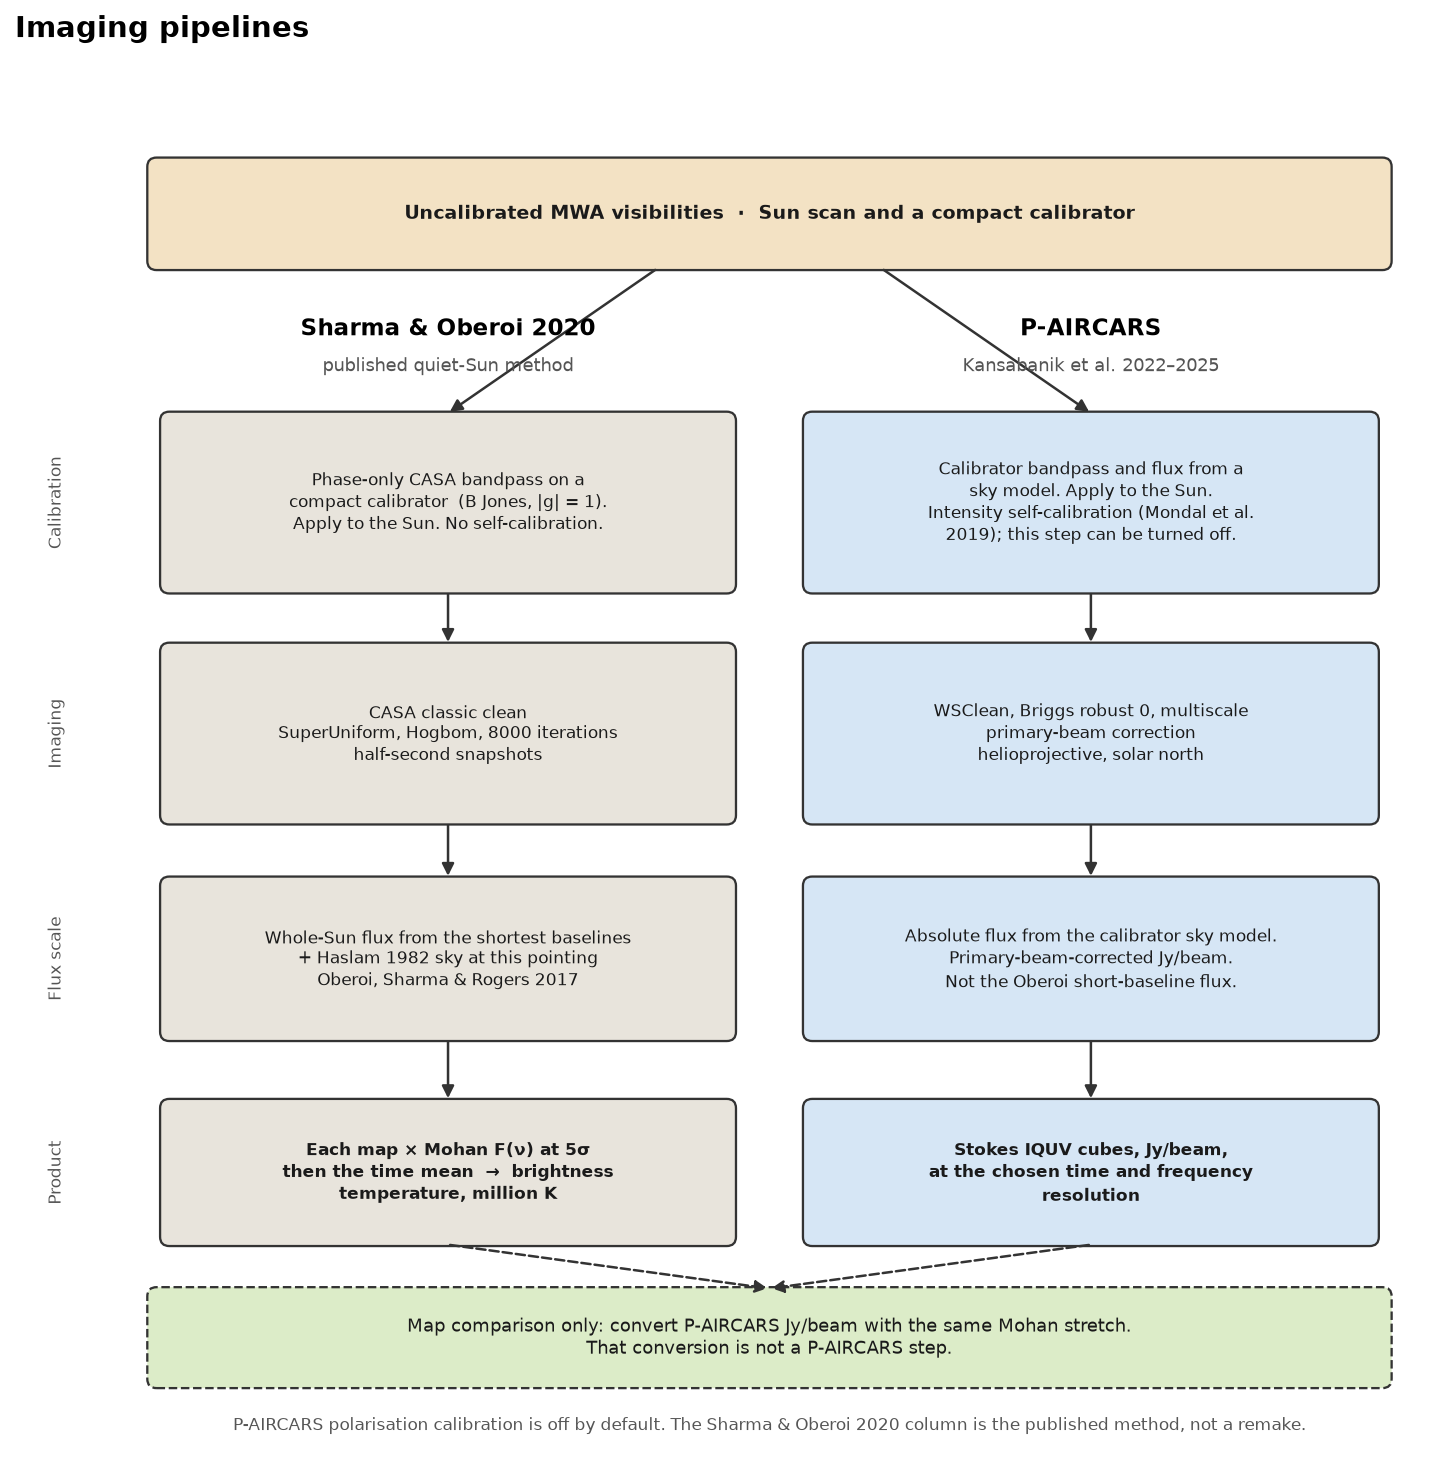 Imaging pipelines
Uncalibrated MWA visibilities · Sun scan and a compact calibrator
Sharma & Oberoi 2020
published quiet-Sun method
P-AIRCARS
Kansabanik et al. 2022–2025
Calibration
Phase-only CASA bandpass on a
compact calibrator (B Jones, |g| = 1).
Apply to the Sun. No self-calibration.
Calibrator bandpass and flux from a
sky model. Apply to the Sun.
Intensity self-calibration (Mondal et al.
2019); this step can be turned off.
Imaging
CASA classic clean
SuperUniform, Hogbom, 8000 iterations
half-second snapshots
WSClean, Briggs robust 0, multiscale
primary-beam correction
helioprojective, solar north
Flux scale
Whole-Sun flux from the shortest baselines
+ Haslam 1982 sky at this pointing
Oberoi, Sharma & Rogers 2017
Absolute flux from the calibrator sky model.
Primary-beam-corrected Jy/beam.
Not the Oberoi short-baseline flux.
Product
Each map × Mohan F(ν) at 5σ
then the time mean → brightness
temperature, million K
Stokes IQUV cubes, Jy/beam,
at the chosen time and frequency
resolution
Map comparison only: convert P-AIRCARS Jy/beam with the same Mohan stretch.
That conversion is not a P-AIRCARS step.
P-AIRCARS polarisation calibration is off by default. The Sharma & Oberoi 2020 column is the published method, not a remake.